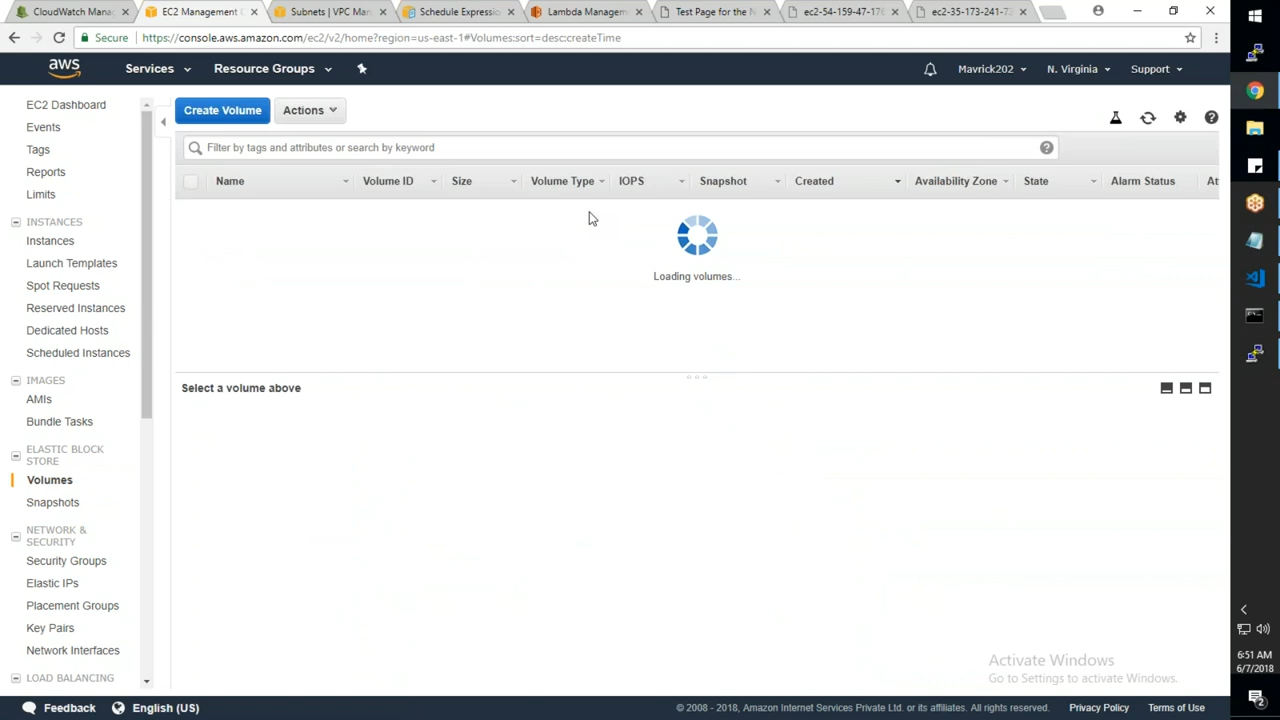 CloudWatch Mana
EC2 Management C
Subnets | VPC Man
Schedule Expressio
Lambda Managem
Test Page for the N
ec2-54-159-47-176
ec2-35-173-241-73
Secure
https://console.aws.amazon.com/ec2/v2/home?region=us-east-1#Volumes:sort=desc:createTime
aws
Services
Resource Groups
Mavrick202
N. Virginia
Support
EC2 Dashboard
Events
Tags
Reports
Limits
INSTANCES
Instances
Launch Templates
Spot Requests
Reserved Instances
Dedicated Hosts
Scheduled Instances
IMAGES
AMIs
Bundle Tasks
ELASTIC BLOCK
STORE
Volumes
Snapshots
NETWORK &
SECURITY
Security Groups
Elastic IPs
Placement Groups
Key Pairs
Network Interfaces
LOAD BALANCING
Create Volume
Actions
Filter by tags and attributes or search by keyword
Name
Volume ID
Size
Volume Type
IOPS
Snapshot
Created
Availability Zone
State
Alarm Status
At
Loading volumes...
Select a volume above
Activate Windows
Go to Settings to activate Windows.
6:51 AM
6/7/2018
2
Feedback
English (US)
© 2008 - 2018, Amazon Internet Services Private Ltd. or its affiliates. All rights reserved.
Privacy Policy
Terms of Use